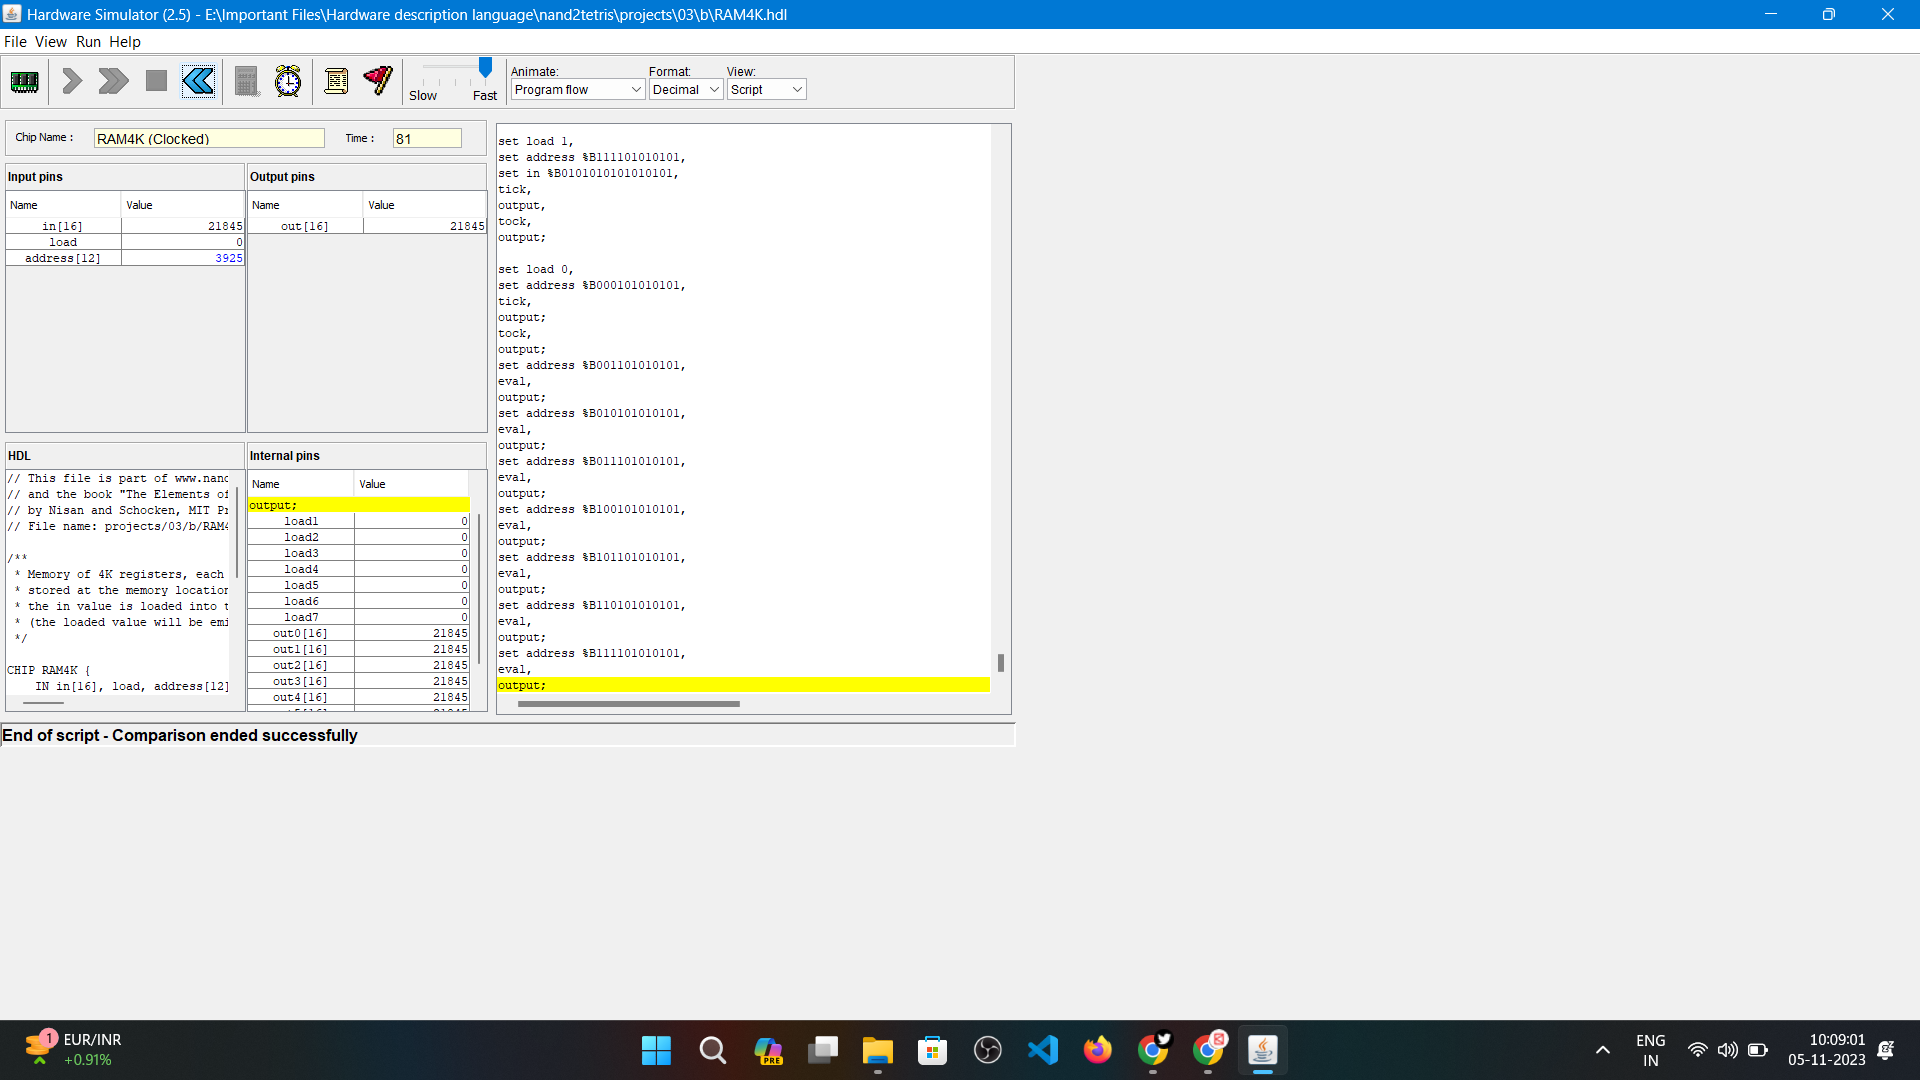 Hardware Simulator (2.5) - E:\Important Files\Hardware description language\nand2tetris\projects\03\b\RAM4K.hdl
File View Run Help
Slow Fast
Animate: Format: View:
Program flow Decimal Script
Chip Name : RAM4K (Clocked) Time : 81
Input pins
Name Value
in[16] 21845
load 0
address[12] 3925
Output pins
Name Value
out[16] 21845
HDL
// This file is part of www.nand
// and the book "The Elements of
// by Nisan and Schocken, MIT Pr
// File name: projects/03/b/RAM4
/**
* Memory of 4K registers, each
* stored at the memory location
* the in value is loaded into t
* (the loaded value will be emi
*/
CHIP RAM4K {
IN in[16], load, address[12]
Internal pins
Name Value
output;
load1 0
load2 0
load3 0
load4 0
load5 0
load6 0
load7 0
out0[16] 21845
out1[16] 21845
out2[16] 21845
out3[16] 21845
out4[16] 21845
set load 1,
set address %B111101010101,
set in %B0101010101010101,
tick,
output,
tock,
output;
set load 0,
set address %B000101010101,
tick,
output;
tock,
output;
set address %B001101010101,
eval,
output;
set address %B010101010101,
eval,
output;
set address %B011101010101,
eval,
output;
set address %B100101010101,
eval,
output;
set address %B101101010101,
eval,
output;
set address %B110101010101,
eval,
output;
set address %B111101010101,
eval,
output;
End of script - Comparison ended successfully
1
EUR/INR
+0.91%
PRE
ENG
IN
10:09:01
05-11-2023